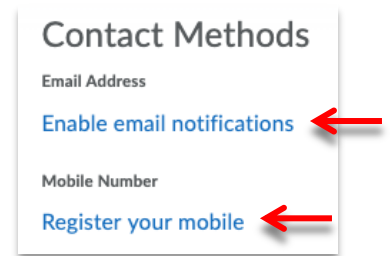 Contact Methods
Email Address
Enable email notifications
Mobile Number
Register your mobile